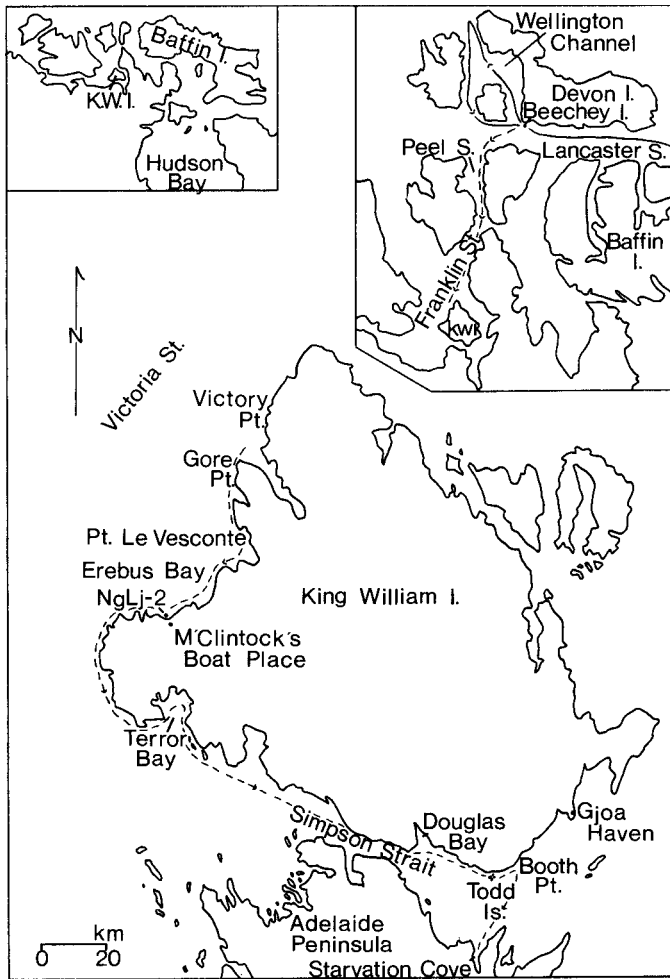 Baffin I.
K.W.I.
Hudson
Bay
Wellington
Channel
Devon I.
Beechey I.
Peel S.
Lancaster S.
Baffin
I.
Franklin St.
KWI.
N
Victoria St.
Victory
Pt.
Gore
Pt.
Pt. Le Vesconte
Erebus Bay
NgLj-2
King William I.
M'Clintock's
Boat Place
Terror
Bay
Simpson Strait
Douglas
Bay
Gjoa
Haven
Booth
Pt.
Todd
Is.
Adelaide
Peninsula
Starvation Cove
km
0 20